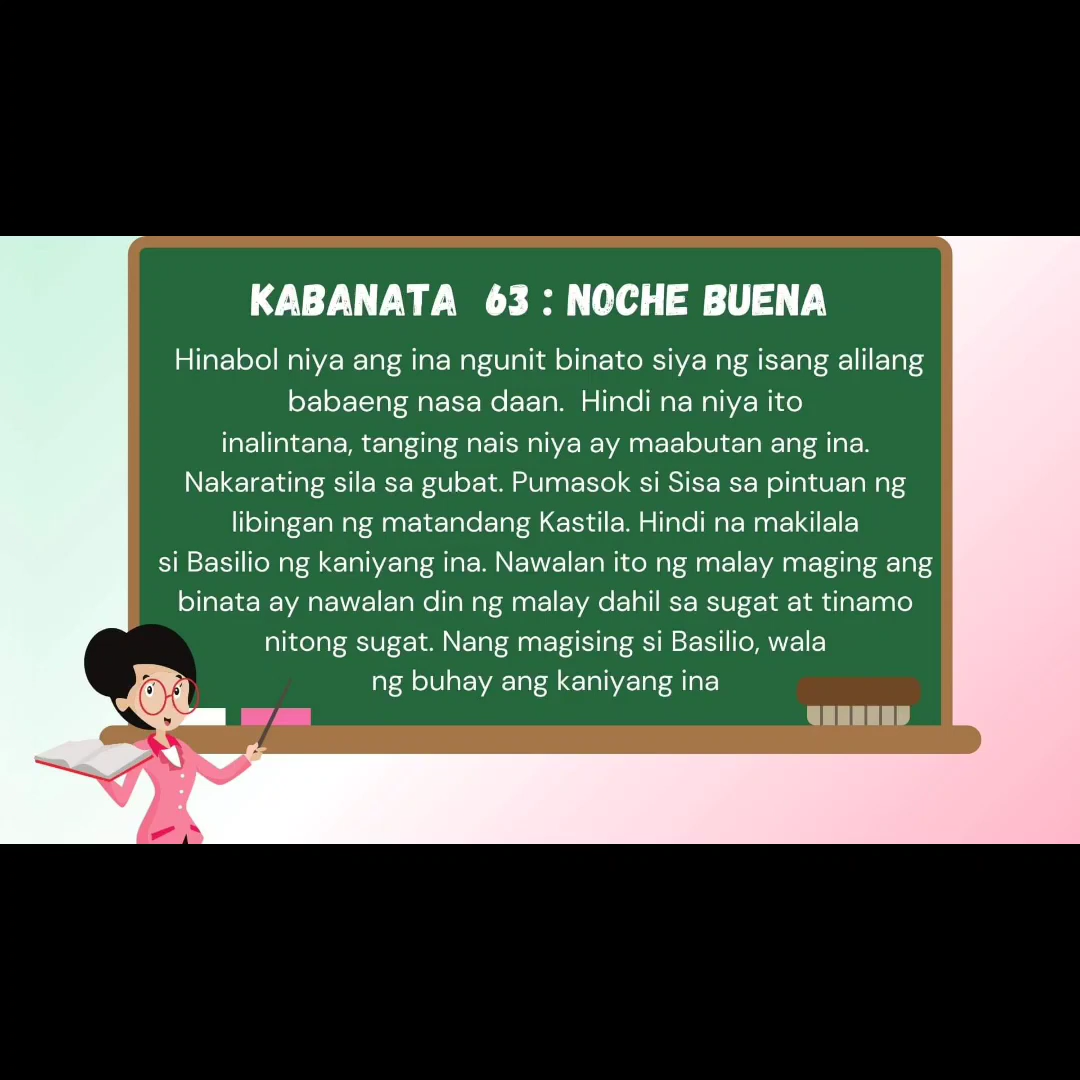 KABANATA 63 : NOCHE BUENA
Hinabol niya ang ina ngunit binato siya ng isang alilang
babaeng nasa daan. Hindi na niya ito
inalintana, tanging nais niya ay maabutan ang ina.
Nakarating sila sa gubat. Pumasok si Sisa sa pintuan ng
libingan ng matandang Kastila. Hindi na makilala
si Basilio ng kaniyang ina. Nawalan ito ng malay maging ang
binata ay nawalan din ng malay dahil sa sugat at tinamo
nitong sugat. Nang magising si Basilio, wala
ng buhay ang kaniyang ina